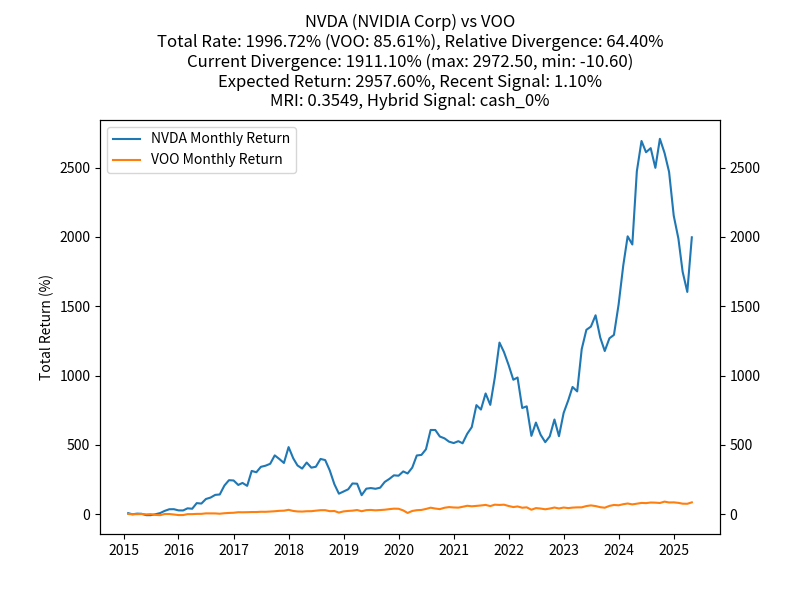 NVDA (NVIDIA Corp) vs VOO
Total Rate: 1996.72% (VOO: 85.61%), Relative Divergence: 64.40%
Current Divergence: 1911.10% (max: 2972.50, min: -10.60)
Expected Return: 2957.60%, Recent Signal: 1.10%
MRI: 0.3549, Hybrid Signal: cash_0%
NVDA Monthly Return
VOO Monthly Return
Total Return (%)
2500
2000
1500
1000
500
0
2500
2000
1500
1000
500
0
2015 2016 2017 2018 2019 2020 2021 2022 2023 2024 2025